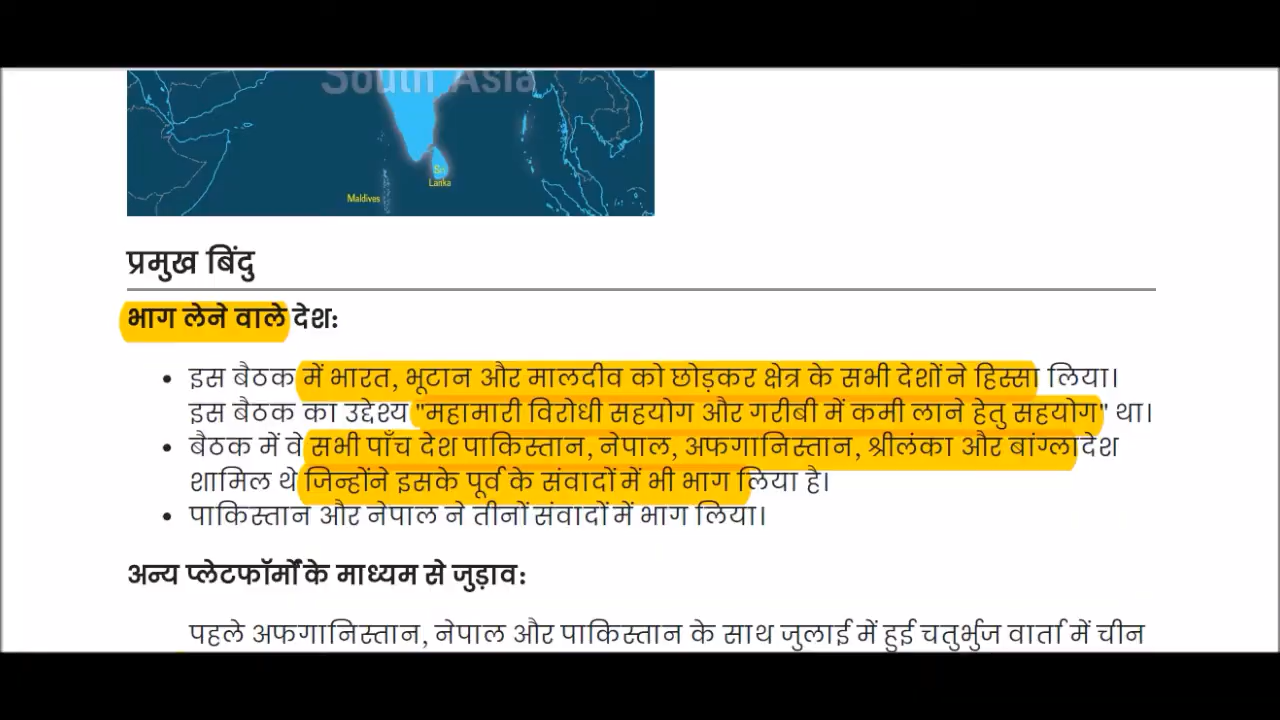 South Asia
Sri
Lanka
Maldives
प्रमुख बिंदु
भाग लेने वाले देश:
• इस बैठक में भारत, भूटान और मालदीव को छोड़कर क्षेत्र के सभी देशों ने हिस्सा लिया।
इस बैठक का उद्देश्य "महामारी विरोधी सहयोग और गरीबी में कमी लाने हेतु सहयोग" था।
• बैठक में वे सभी पाँच देश पाकिस्तान, नेपाल, अफगानिस्तान, श्रीलंका और बांग्लादेश
शामिल थे जिन्होंने इसके पूर्व के संवादों में भी भाग लिया है।
• पाकिस्तान और नेपाल ने तीनों संवादों में भाग लिया।
अन्य प्लेटफॉर्मों के माध्यम से जुड़ाव:
पहले अफगानिस्तान, नेपाल और पाकिस्तान के साथ जुलाई में हुई चतुर्भुज वार्ता में चीन